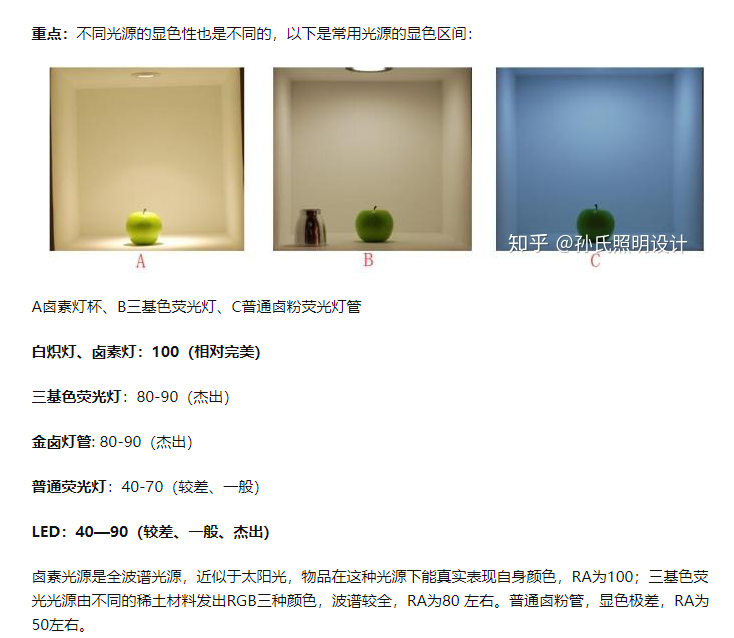 重点：不同光源的显色性也是不同的，以下是常用光源的显色区间：
知乎 @孙氏照明设计
A
B
C
A卤素灯杯、B三基色荧光灯、C普通卤粉荧光灯管
白炽灯、卤素灯：100（相对完美）
三基色荧光灯：80-90（杰出）
金卤灯管: 80-90（杰出）
普通荧光灯：40-70（较差、一般）
LED：40—90（较差、一般、杰出）
卤素光源是全波谱光源，近似于太阳光，物品在这种光源下能真实表现自身颜色，RA为100；三基色荧
光光源由不同的稀土材料发出RGB三种颜色，波谱较全，RA为80 左右。普通卤粉管，显色极差，RA为
50左右。